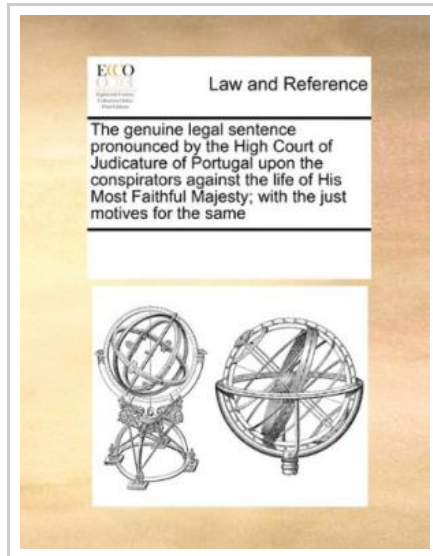 ECCO
Law and Reference
The genuine legal sentence
pronounced by the High Court of
Judicature of Portugal upon the
conspirators against the life of His
Most Faithful Majesty; with the just
motives for the same